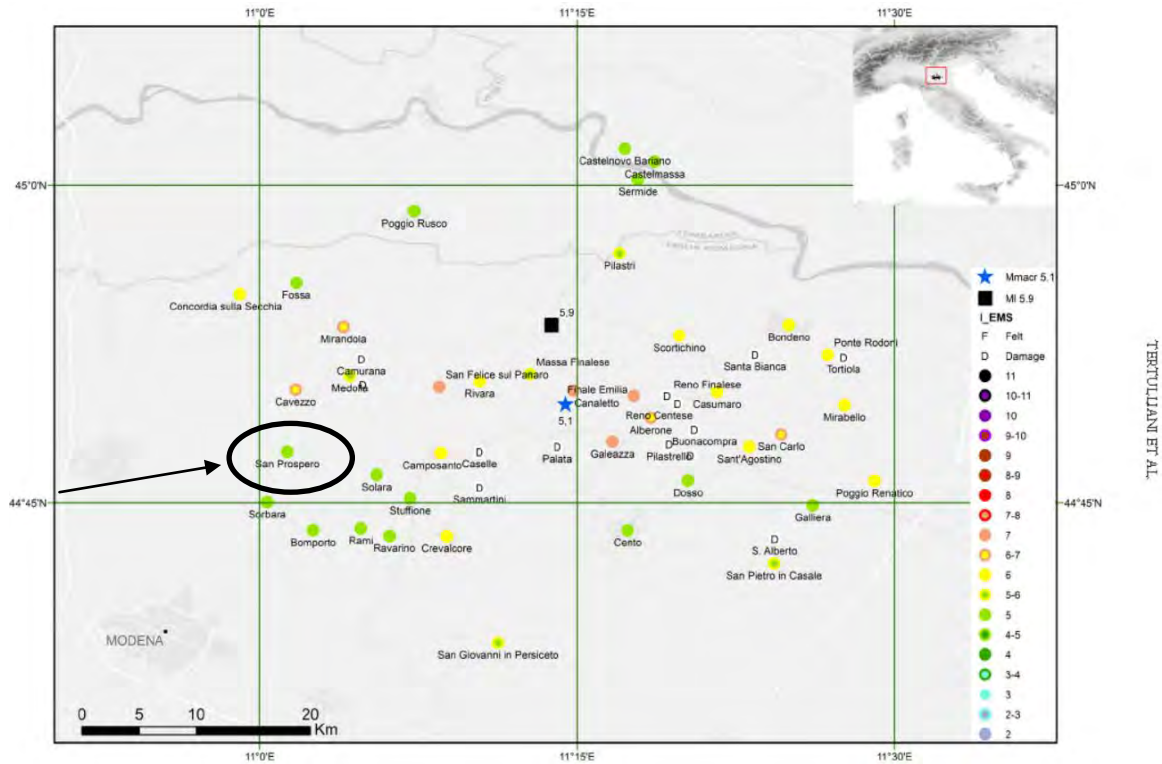 11°0'E 11°15'E 11°30'E
Castelnovo Bariano
Castelmassa
45°0'N 45°0'N
Sermide
Poggio Rusco
LOMBARDIA
EMILIA ROMAGNA
Pilastri
Fossa
Concordia sulla Secchia
5.9
Mirandola
Bondeno
Scortichino
Ponte Rodoni
D
D
D
Massa Finalese
Santa Bianca
Tortiola
Camurana
San Felice sul Panaro
Medolla
D
Rivara
Finale Emilia
Reno Finalese
Cavezzo
Canaletto
D
Casumaro
D
5,1
Reno Centese
Mirabello
Alberone
D
Buonacompra
San Carlo
San Prospero
Camposanto
D
Caselle
D
Palata
Galeazza
D
Pilastrello
D
Sant'Agostino
Solara
D
Sammartini
Dosso
Poggio Renatico
44°45'N 44°45'N
Sorbara
Stuffione
Galliera
Bomporto
Rami
Ravarino
Crevalcore
Cento
D
S. Alberto
San Pietro in Casale
MODENA
San Giovanni in Persiceto
0 5 10 20
Km
Mmacr 5.1
Ml 5.9
I_EMS
F Felt
D Damage
11
10-11
10
9-10
9
8-9
8
7-8
7
6-7
6
5-6
5
4-5
4
3-4
3
2-3
2
TERTULLIANI ET AL